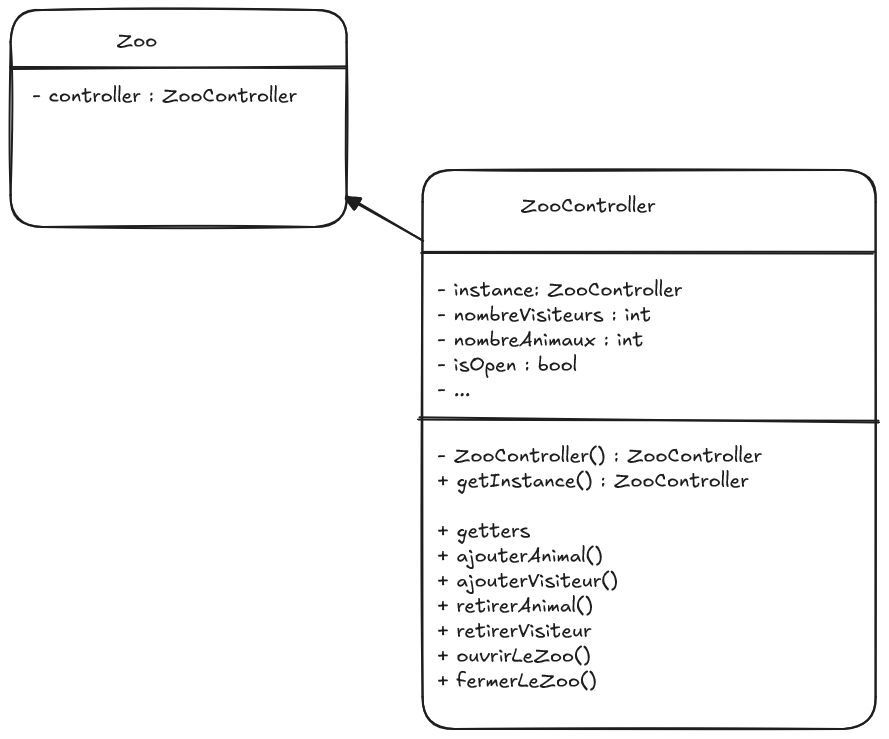 Zoo
- controller : ZooController
ZooController
- instance: ZooController
- nombreVisiteurs : int
- nombreAnimaux : int
- isOpen : bool
- ...
- ZooController() : ZooController
+ getInstance() : ZooController
+ getters
+ ajouterAnimal()
+ ajouterVisiteur()
+ retirerAnimal()
+ retirerVisiteur
+ ouvrirLeZoo()
+ fermerLeZoo()